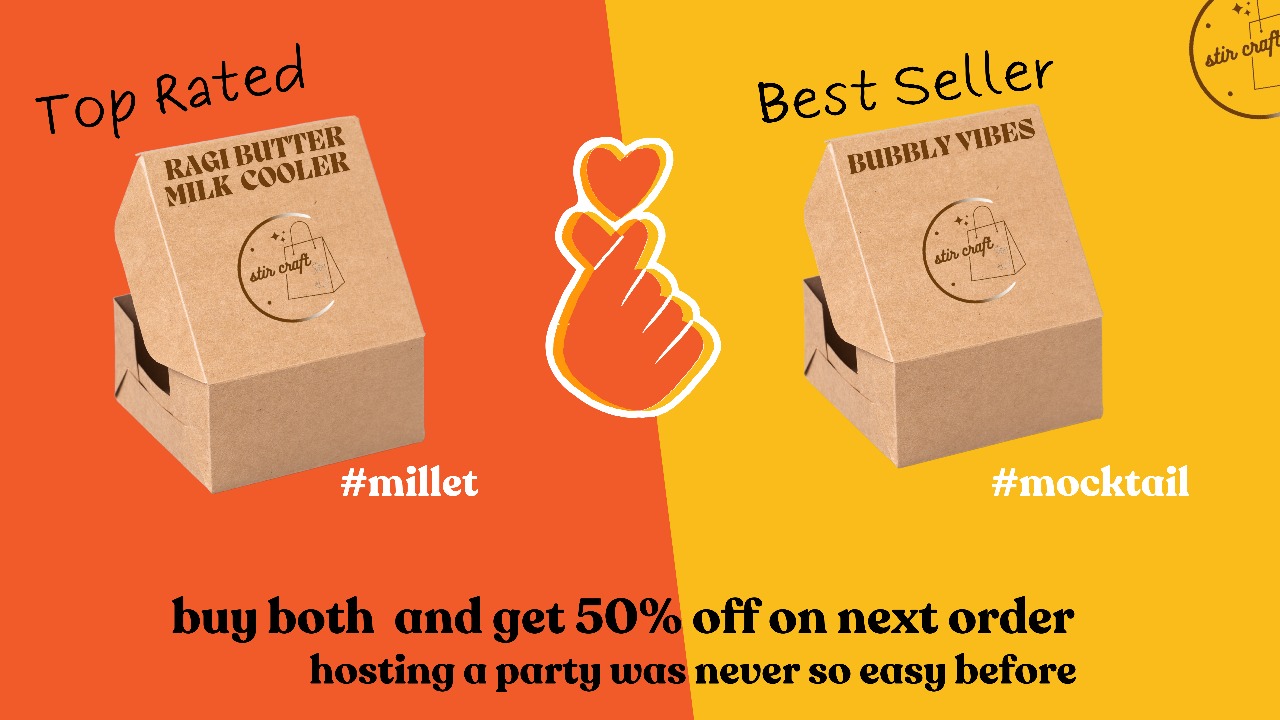 Top Rated
RAGI BUTTER
MILK COOLER
stir craft
#millet
Best Seller
BUBBLY VIBES
stir craft
#mocktail
stir craft
buy both and get 50% off on next order
hosting a party was never so easy before